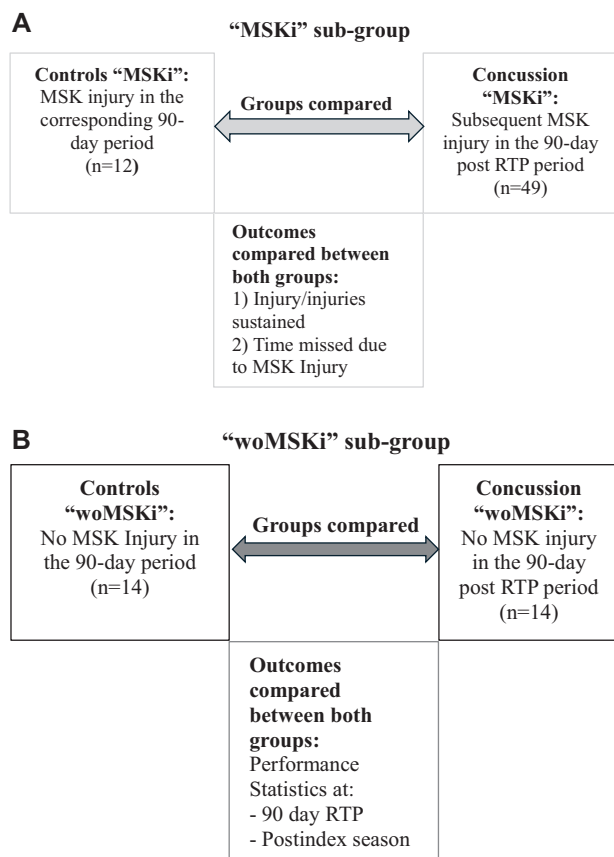 A
“MSKi” sub-group
Controls “MSKi”:
MSK injury in the
corresponding 90-
day period
(n=12)
Groups compared
Concussion
“MSKi”:
Subsequent MSK
injury in the 90-day
post RTP period
(n=49)
Outcomes
compared between
both groups:
1) Injury/injuries
sustained
2) Time missed due
to MSK Injury
B
“woMSKi” sub-group
Controls
“woMSKi”:
No MSK Injury in
the 90-day period
(n=14)
Groups compared
Concussion
“woMSKi”:
No MSK injury
in the 90-day
post RTP period
(n=14)
Outcomes
compared
between both
groups:
Performance
Statistics at:
- 90 day RTP
- Postindex season